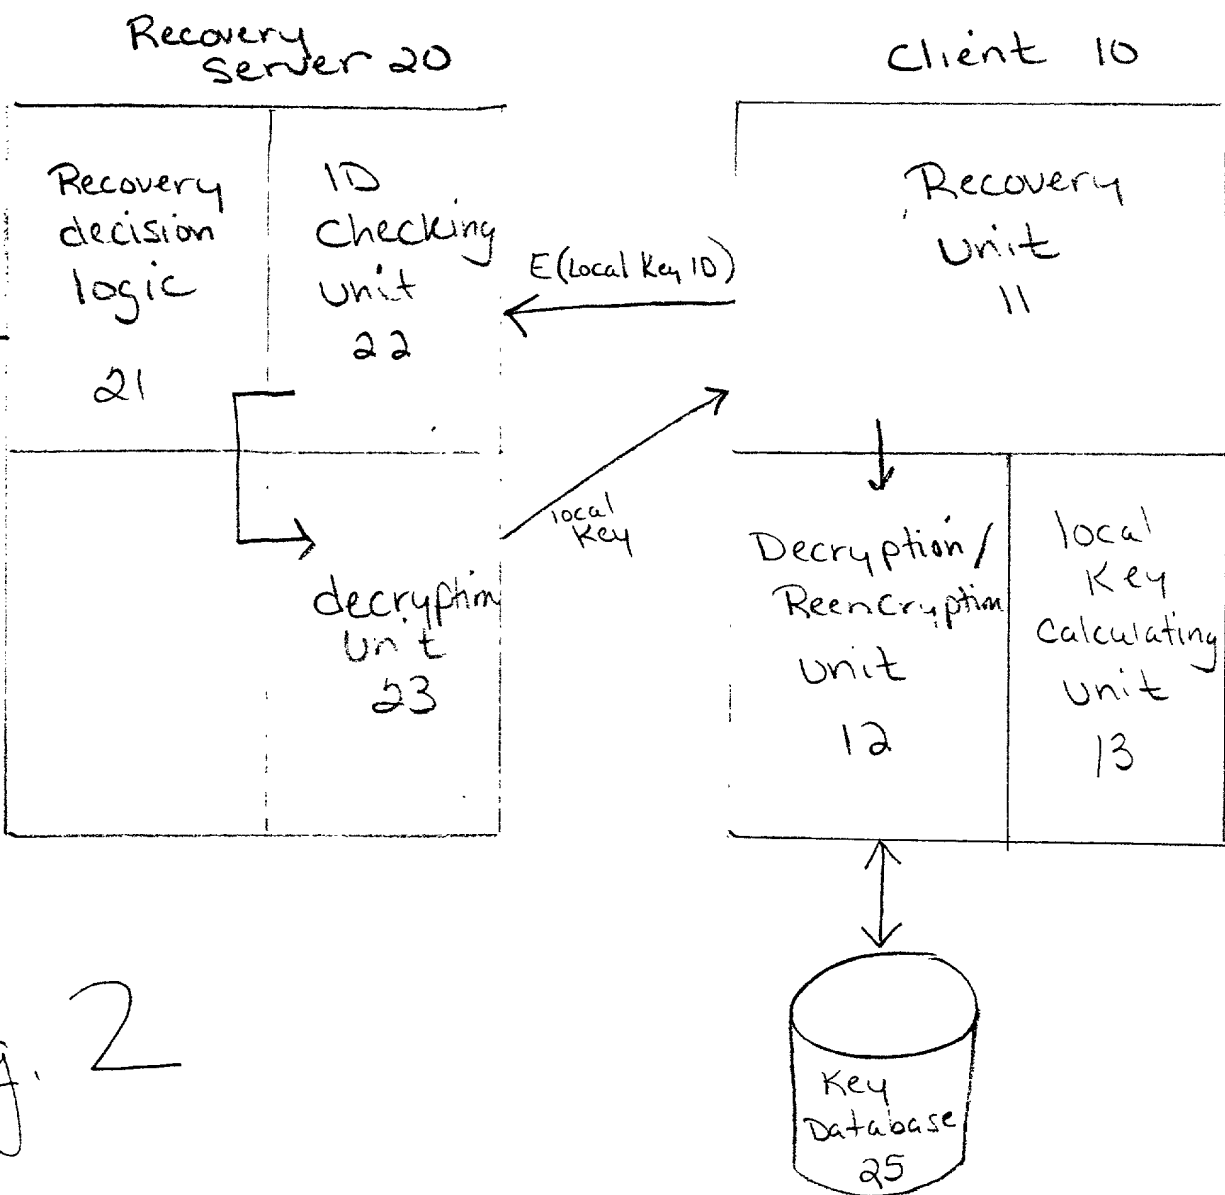 Recovery
Server 20
Client 10
Recovery
decision
logic
21
ID
checking
unit
22
E(Local Key ID)
Recovery
unit
11
local
Key
decryption
Unit
23
Decryption/
Reencryption
unit
12
local
Key
Calculating
unit
13
Key
Database
25
g. 2